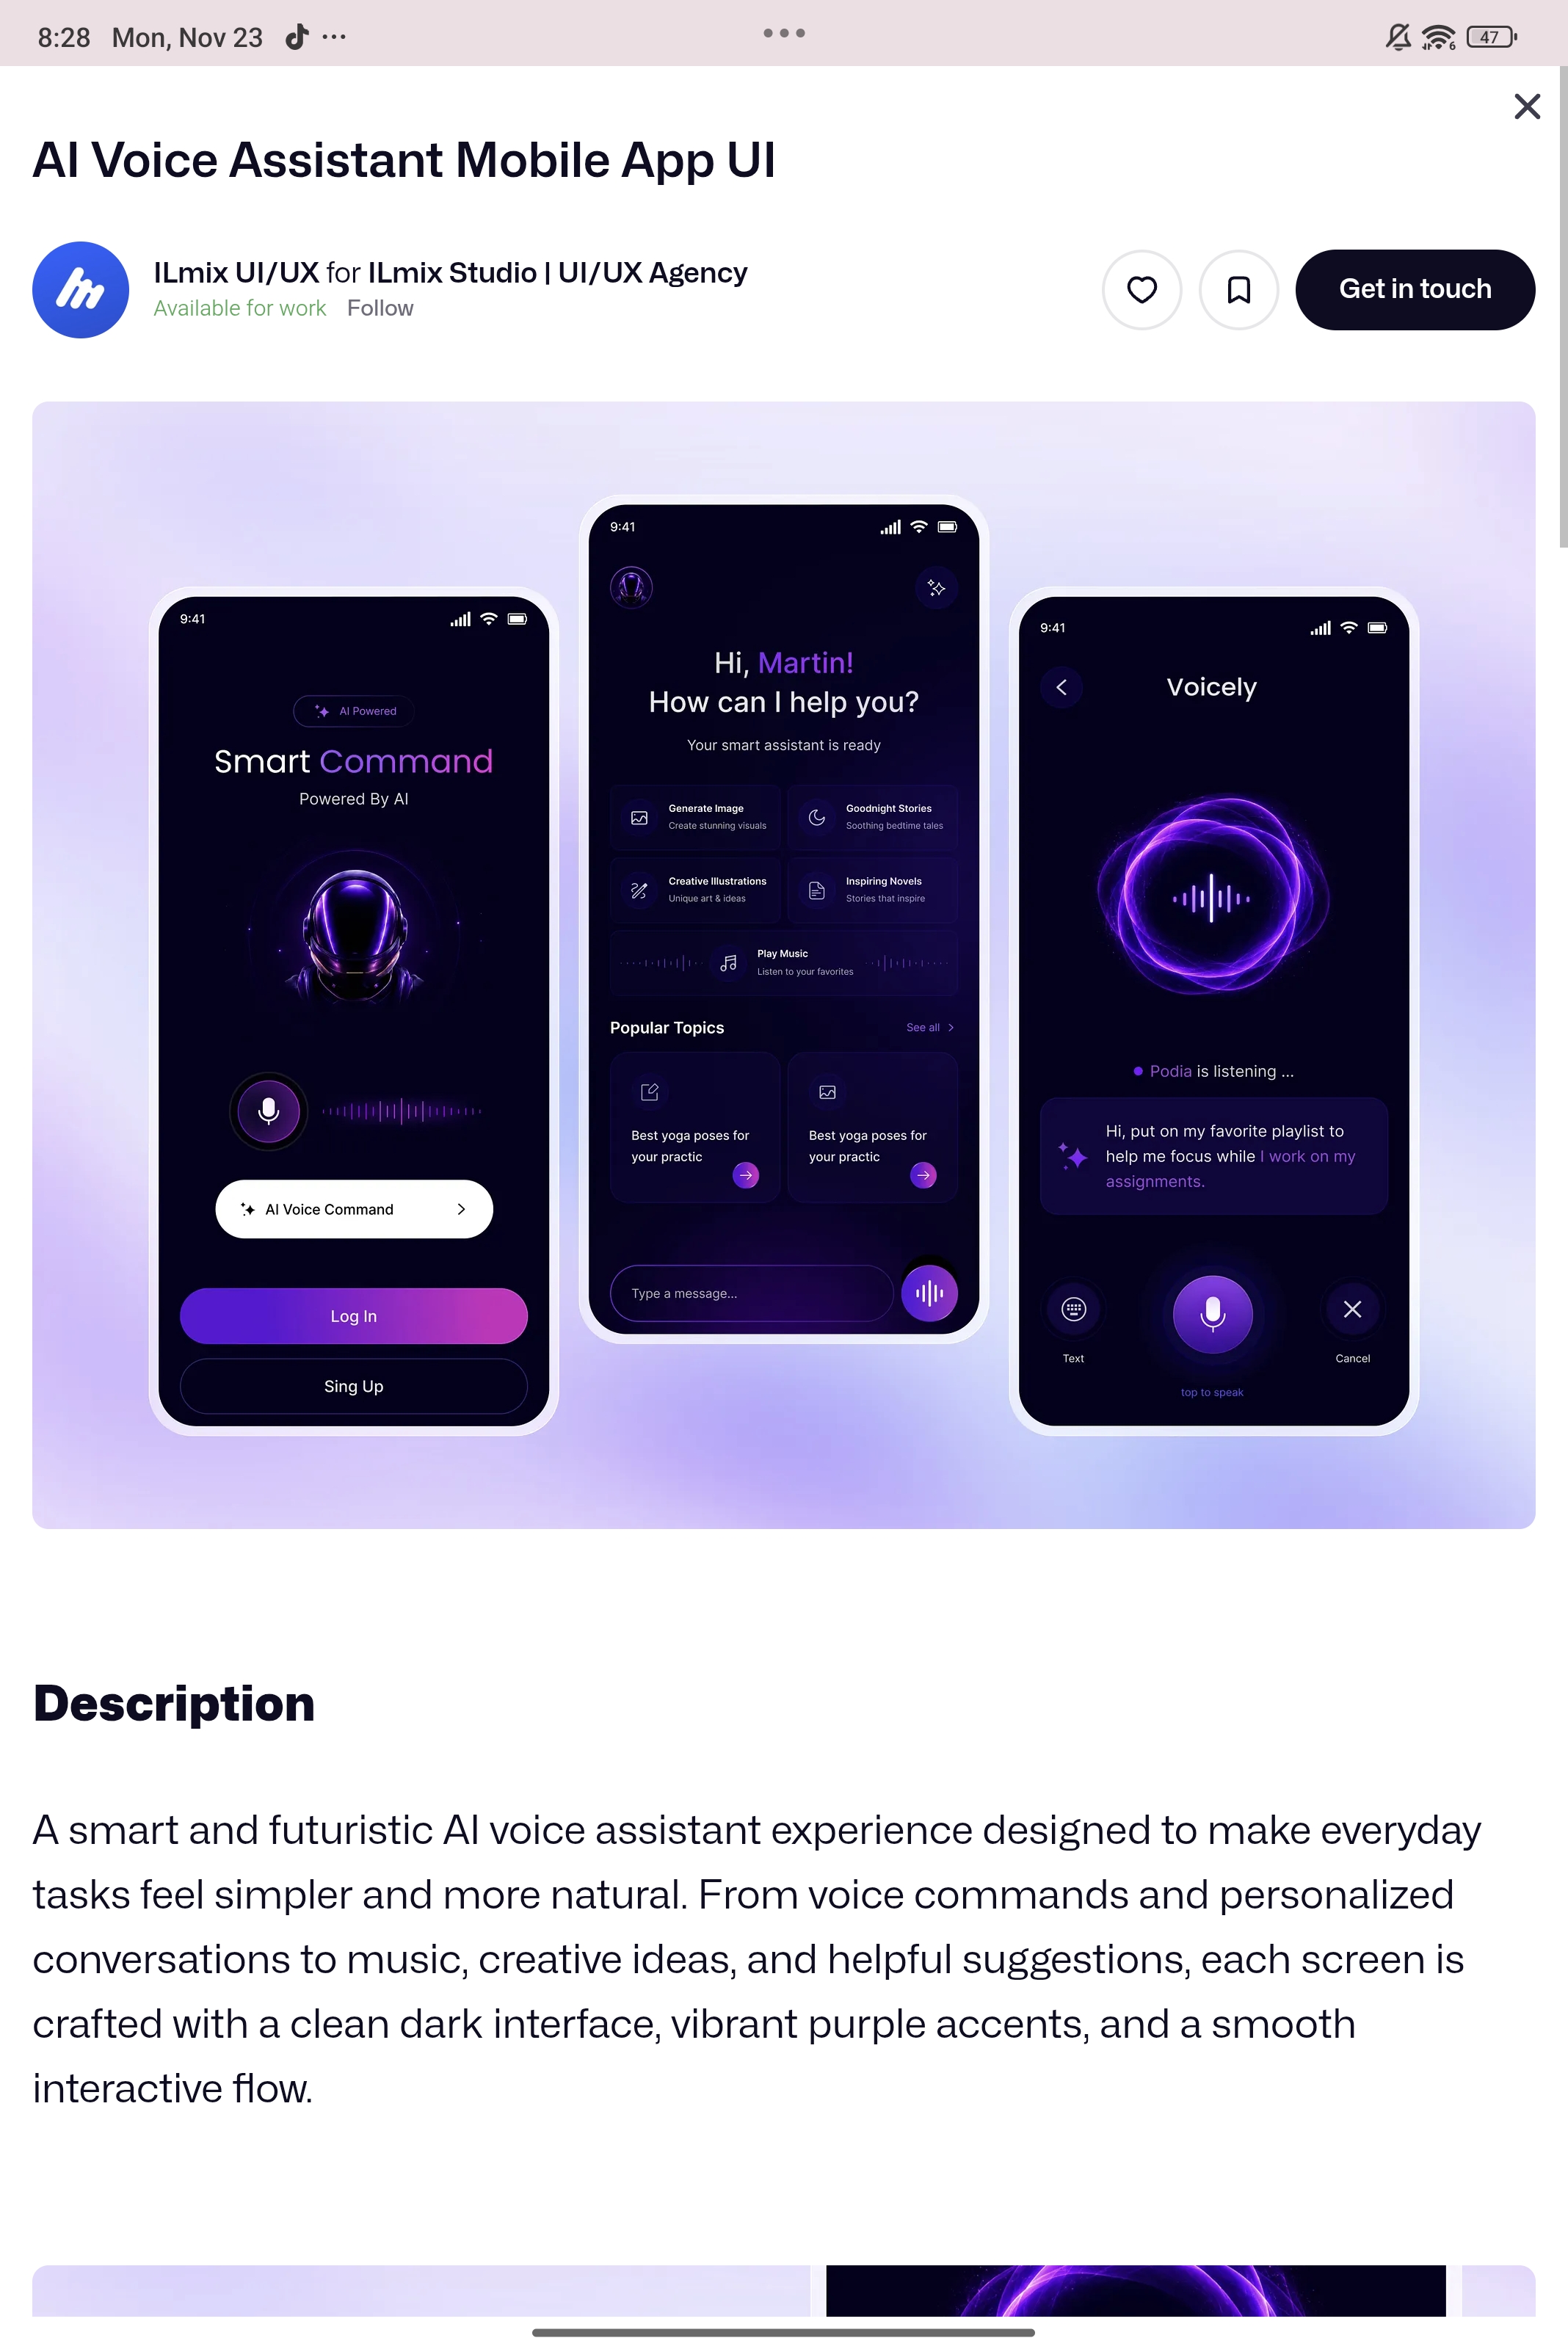 8:28 Mon, Nov 23 ...
47
6
AI Voice Assistant Mobile App UI
ILmix UI/UX for ILmix Studio | UI/UX Agency
Available for work Follow
Get in touch
9:41
AI Powered
Smart Command
Powered By AI
AI Voice Command
Log In
Sing Up
9:41
Hi, Martin!
How can I help you?
Your smart assistant is ready
Generate Image
Create stunning visuals
Goodnight Stories
Soothing bedtime tales
Creative Illustrations
Unique art & ideas
Inspiring Novels
Stories that inspire
Play Music
Listen to your favorites
Popular Topics
See all
Best yoga poses for
your practic
Best yoga poses for
your practic
Type a message...
9:41
Voicely
Podia is listening ...
Hi, put on my favorite playlist to
help me focus while I work on my
assignments.
Text
Cancel
top to speak
Description
A smart and futuristic AI voice assistant experience designed to make everyday
tasks feel simpler and more natural. From voice commands and personalized
conversations to music, creative ideas, and helpful suggestions, each screen is
crafted with a clean dark interface, vibrant purple accents, and a smooth
interactive flow.